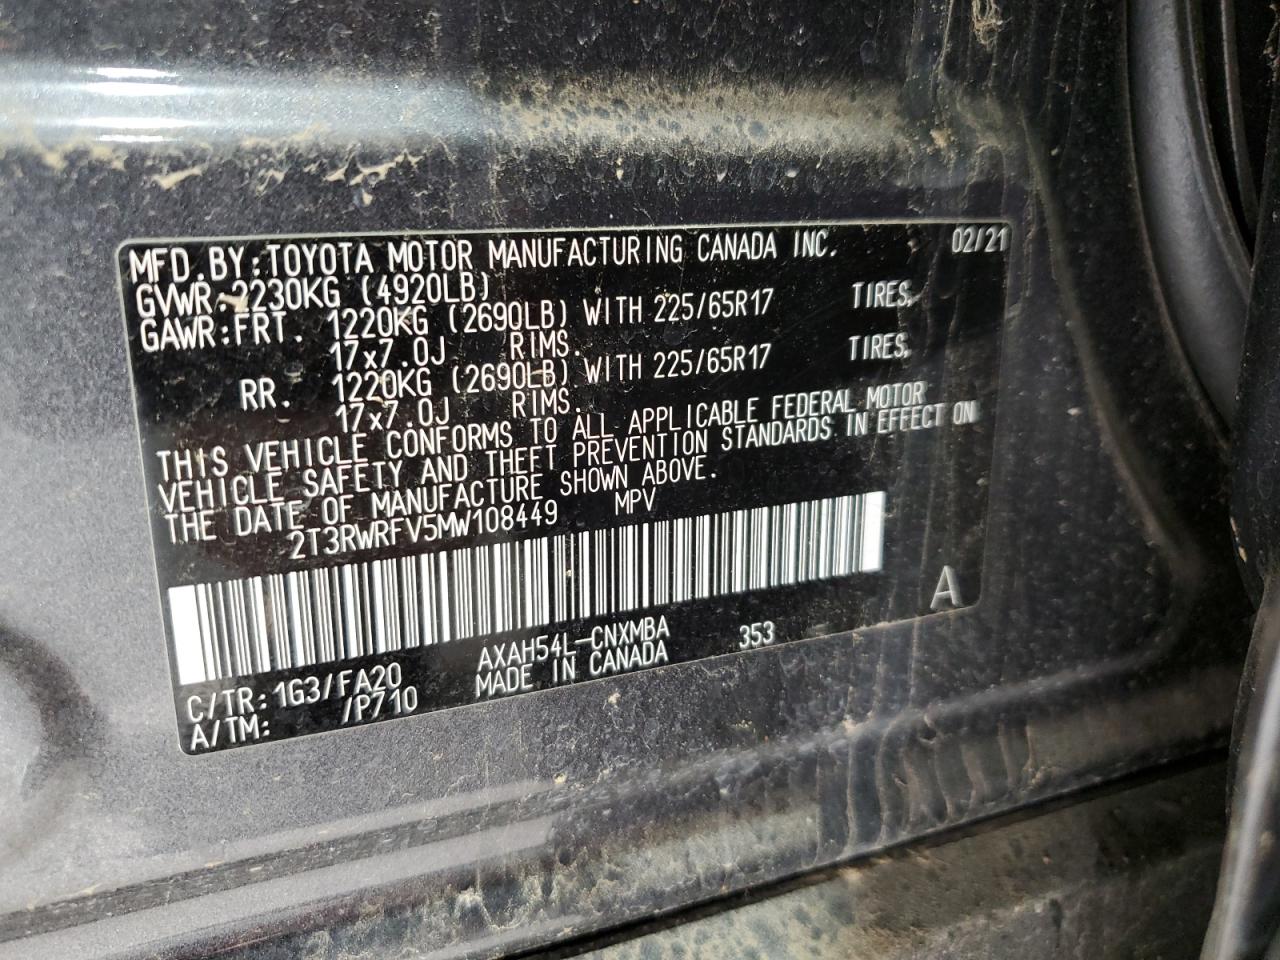 MFD.BY:TOYOTA MOTOR MANUFACTURING CANADA INC. 02/21
GVWR:2230KG (4920LB)
GAWR:FRT. 1220KG (2690LB) WITH 225/65R17 TIRES,
17x7.0J RIMS.
RR. 1220KG (2690LB) WITH 225/65R17 TIRES,
17x7.0J RIMS.
THIS VEHICLE CONFORMS TO ALL APPLICABLE FEDERAL MOTOR
VEHICLE SAFETY AND THEFT PREVENTION STANDARDS IN EFFECT ON
THE DATE OF MANUFACTURE SHOWN ABOVE.
2T3RWRFV5MW108449 MPV
A
C/TR:1G3/FA20 AXAH54L-CNXMBA 353
A/TM: /P710 MADE IN CANADA